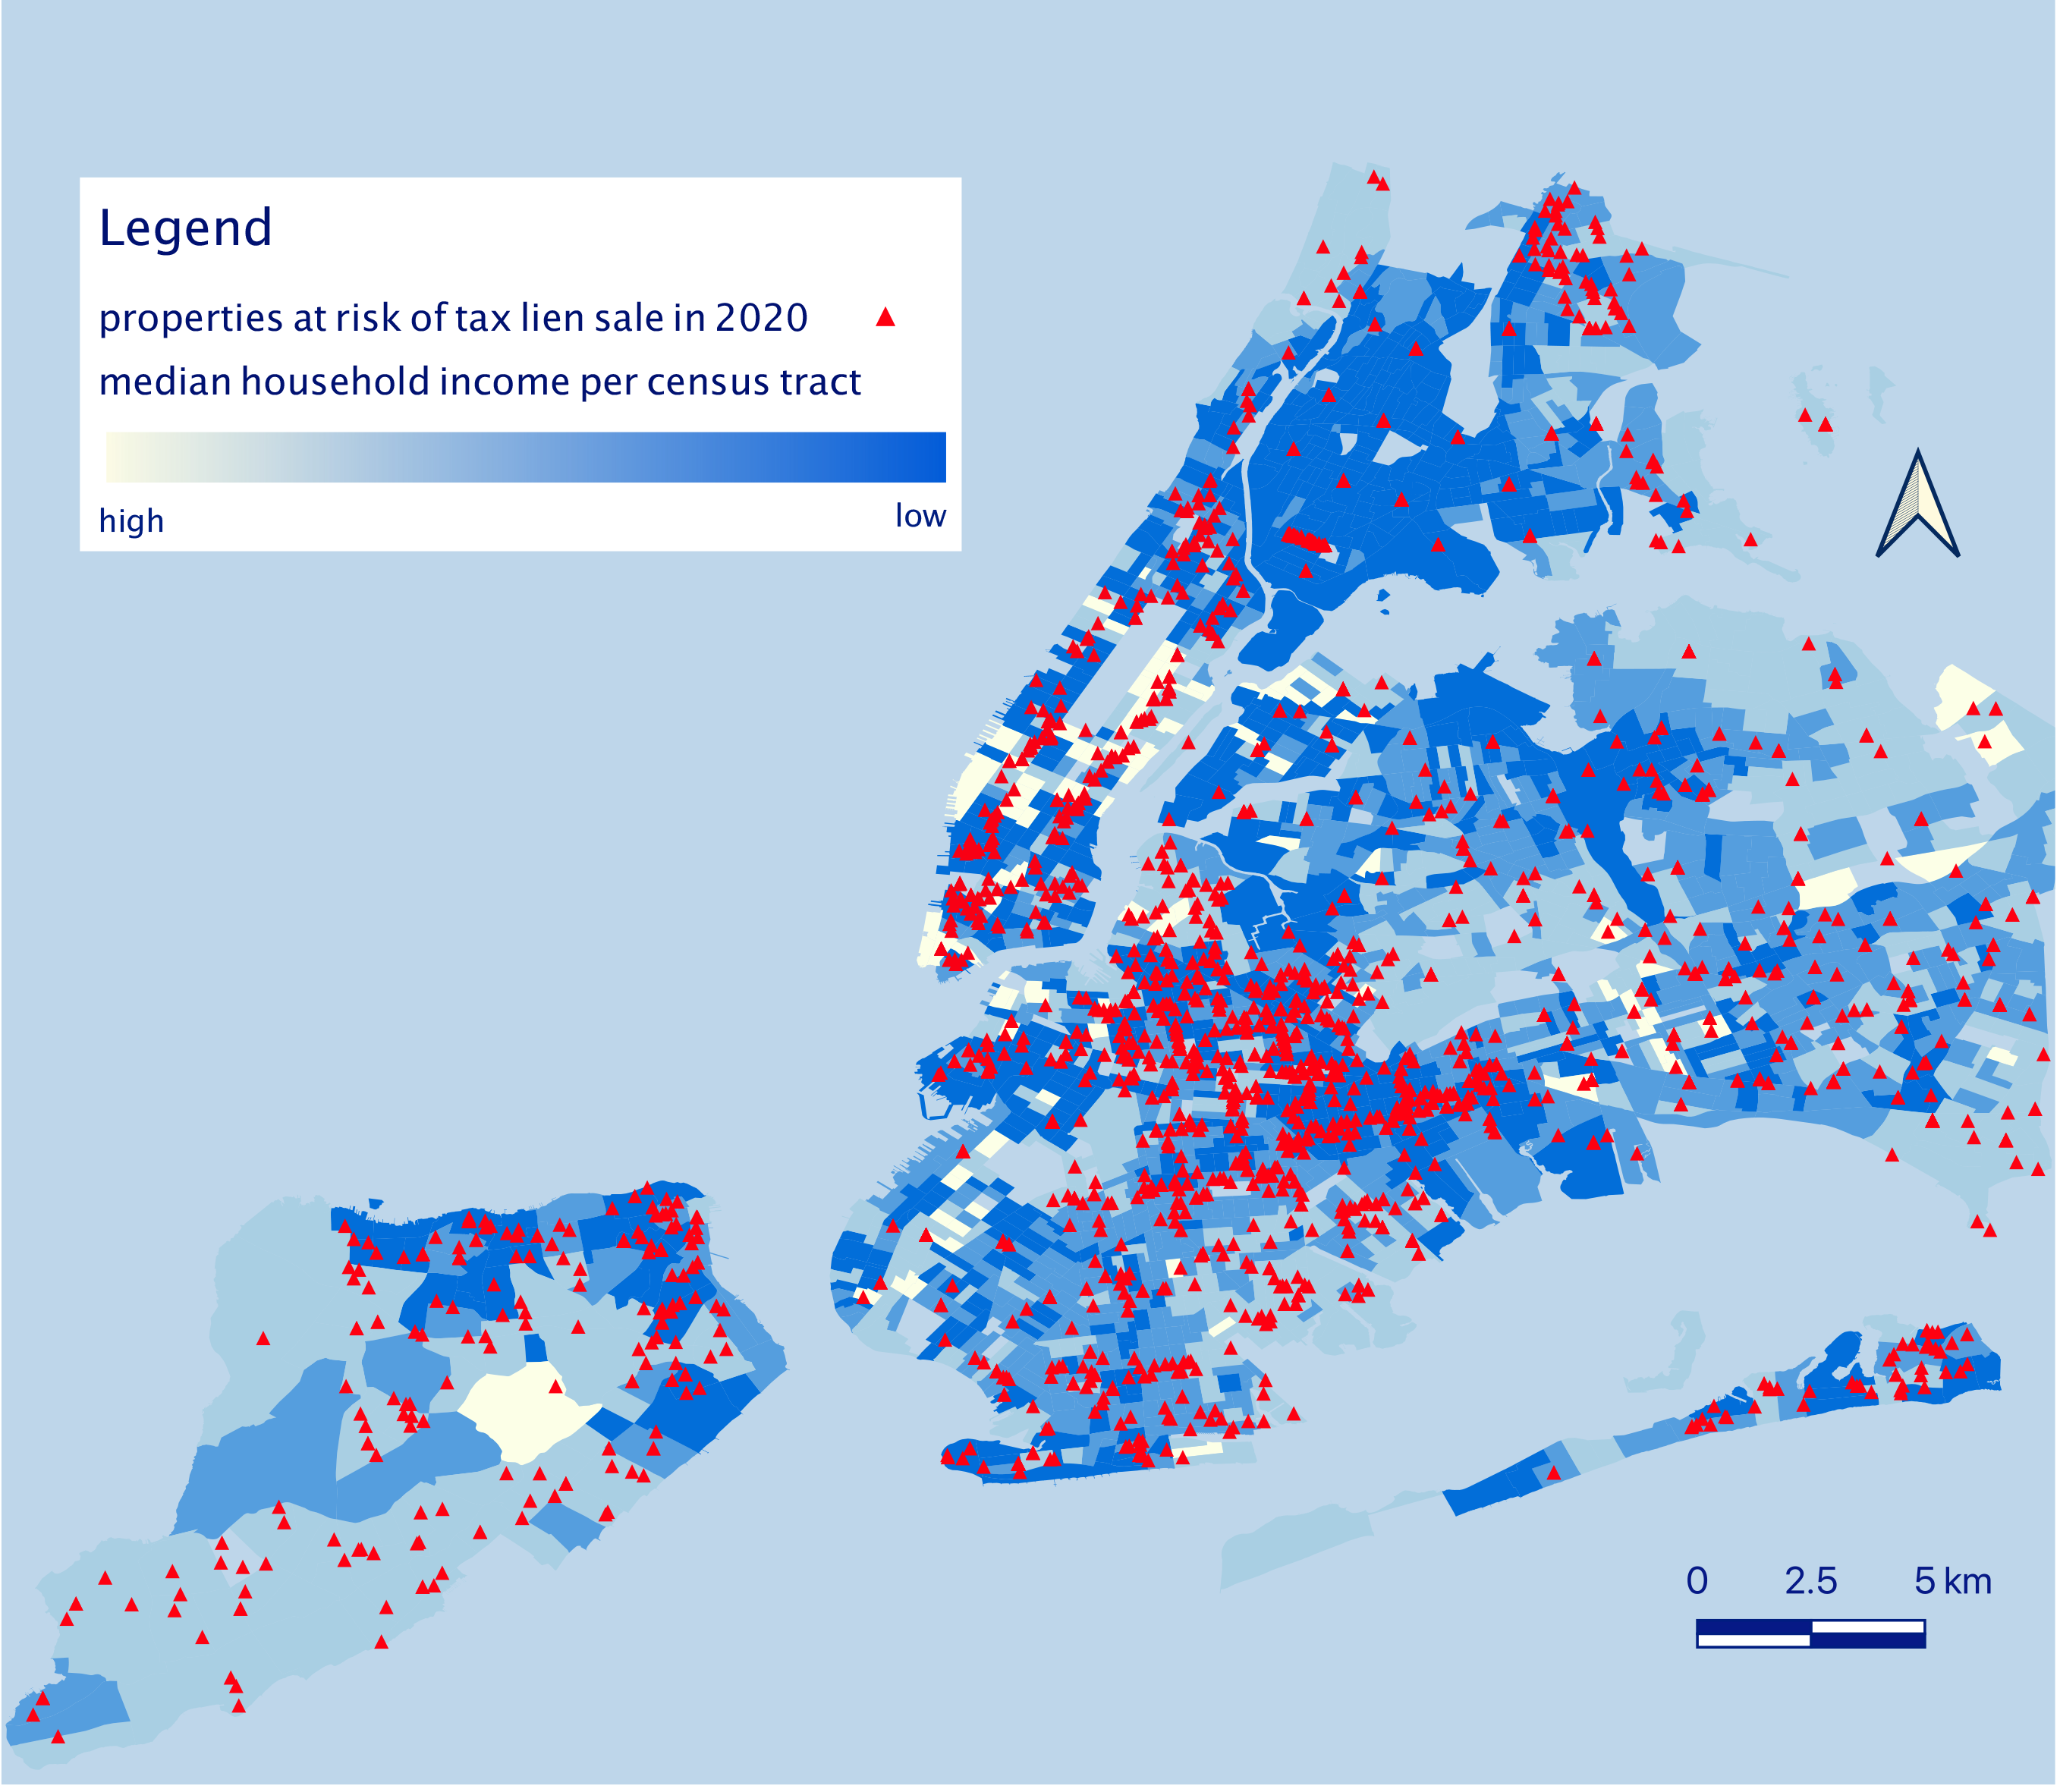 Legend
properties at risk of tax lien sale in 2020
median household income per census tract
high low
0 2.5 5 km